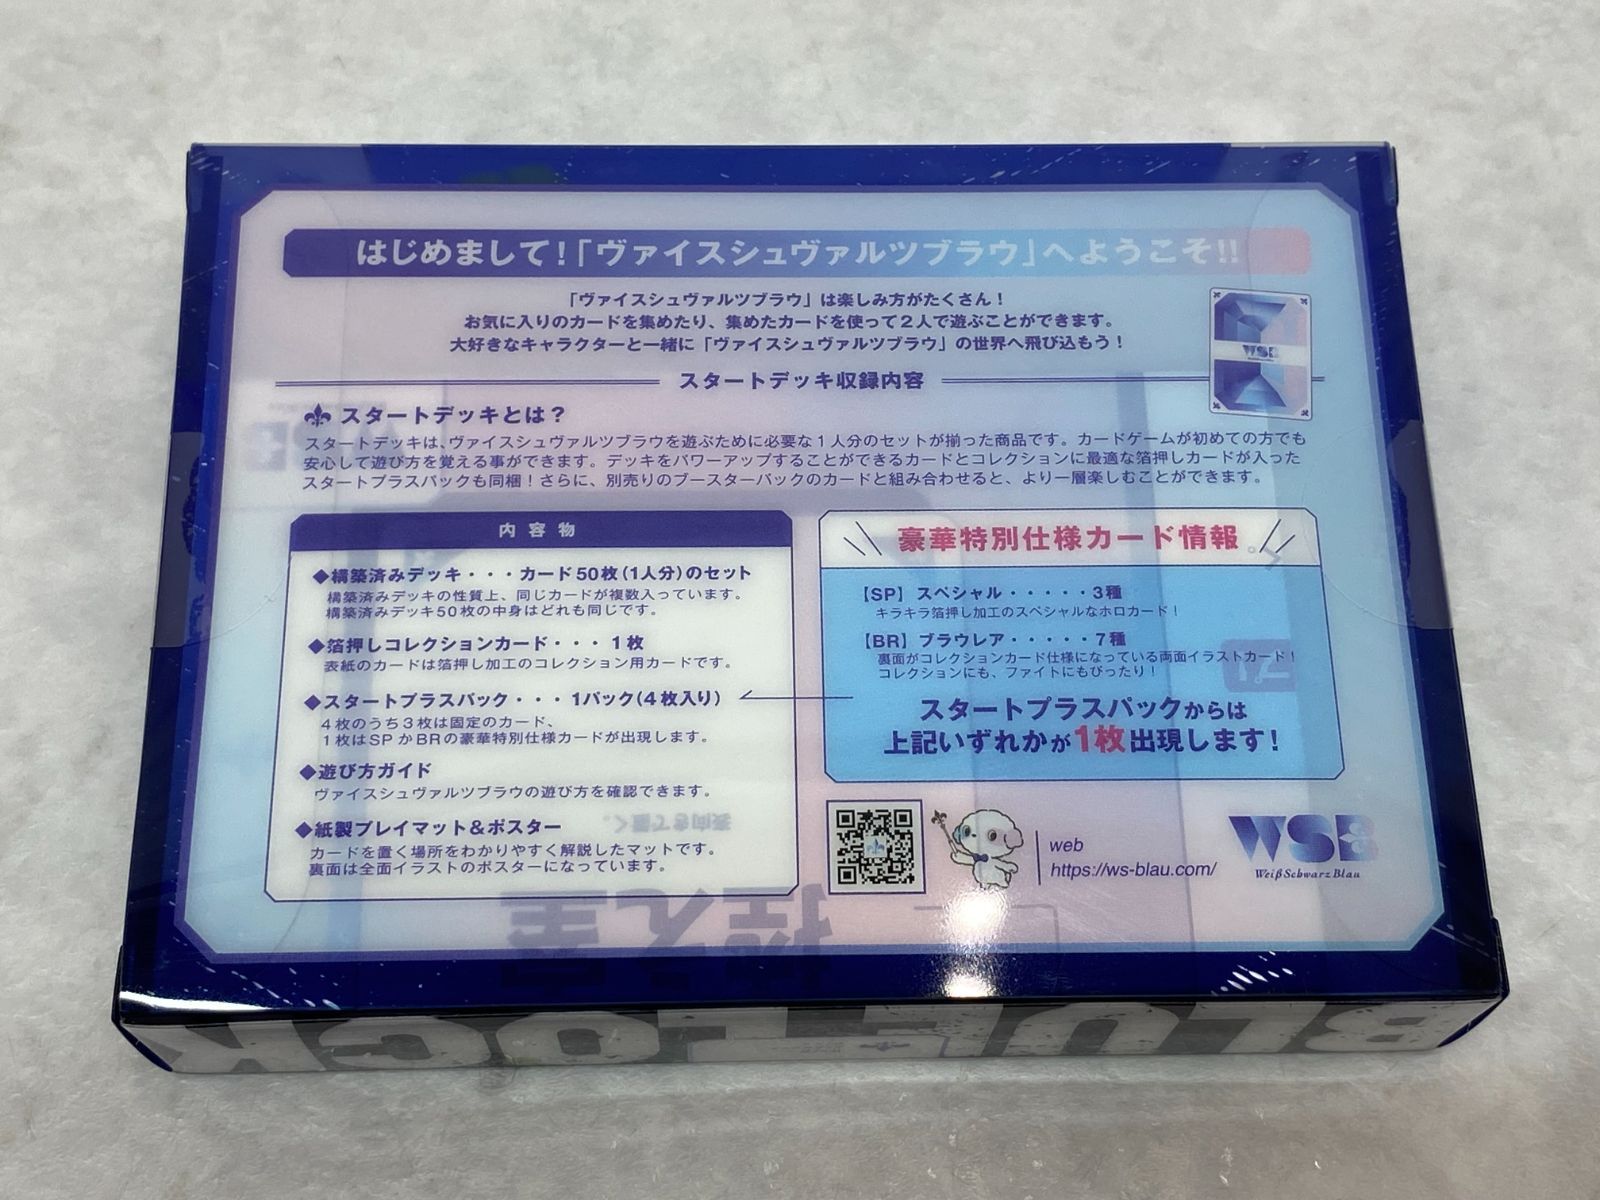 はじめまして!「ヴァイスシュヴァルツブラウ」へようこそ!!
「ヴァイスシュヴァルツブラウ」は楽しみ方がたくさん！
お気に入りのカードを集めたり、集めたカードを使って2人で遊ぶことができます。
大好きなキャラクターと一緒に「ヴァイスシュヴァルツブラウ」の世界へ飛び込もう！
WSB
スタートデッキ収録内容
スタートデッキとは？
スタートデッキは、ヴァイスシュヴァルツブラウを遊ぶために必要な1人分のセットが揃った商品です。カードゲームが初めての方でも
安心して遊び方を覚える事ができます。デッキをパワーアップすることができるカードとコレクションに最適な箔押しカードが入った
スタートプラスパックも同梱！さらに、別売りのブースターパックのカードと組み合わせると、より一層楽しむことができます。
内容物
◆構築済みデッキ・・・カード50枚(1人分)のセット
構築済みデッキの性質上、同じカードが複数入っています。
構築済みデッキ50枚の中身はどれも同じです。
◆箔押しコレクションカード・・・1枚
表紙のカードは箔押し加工のコレクション用カードです。
◆スタートプラスパック・・・1パック(4枚入り)
4枚のうち3枚は固定のカード、
1枚はSPかBRの豪華特別仕様カードが出現します。
◆遊び方ガイド
ヴァイスシュヴァルツブラウの遊び方を確認できます。
◆紙製プレイマット＆ポスター
カードを置く場所をわかりやすく解説したマットです。
裏面は全面イラストのポスターになっています。
豪華特別仕様カード情報
【SP】スペシャル・・・・・3種
キラキラ箔押し加工のスペシャルなホロカード！
【BR】ブラウレア・・・・・7種
裏面がコレクションカード仕様になっている両面イラストカード！
コレクションにも、ファイトにもぴったり！
スタートプラスパックからは
上記いずれかが1枚出現します！
web
https://ws-blau.com/
WSB
WeißSchwarzBlau
控え室
BLUE LOCK